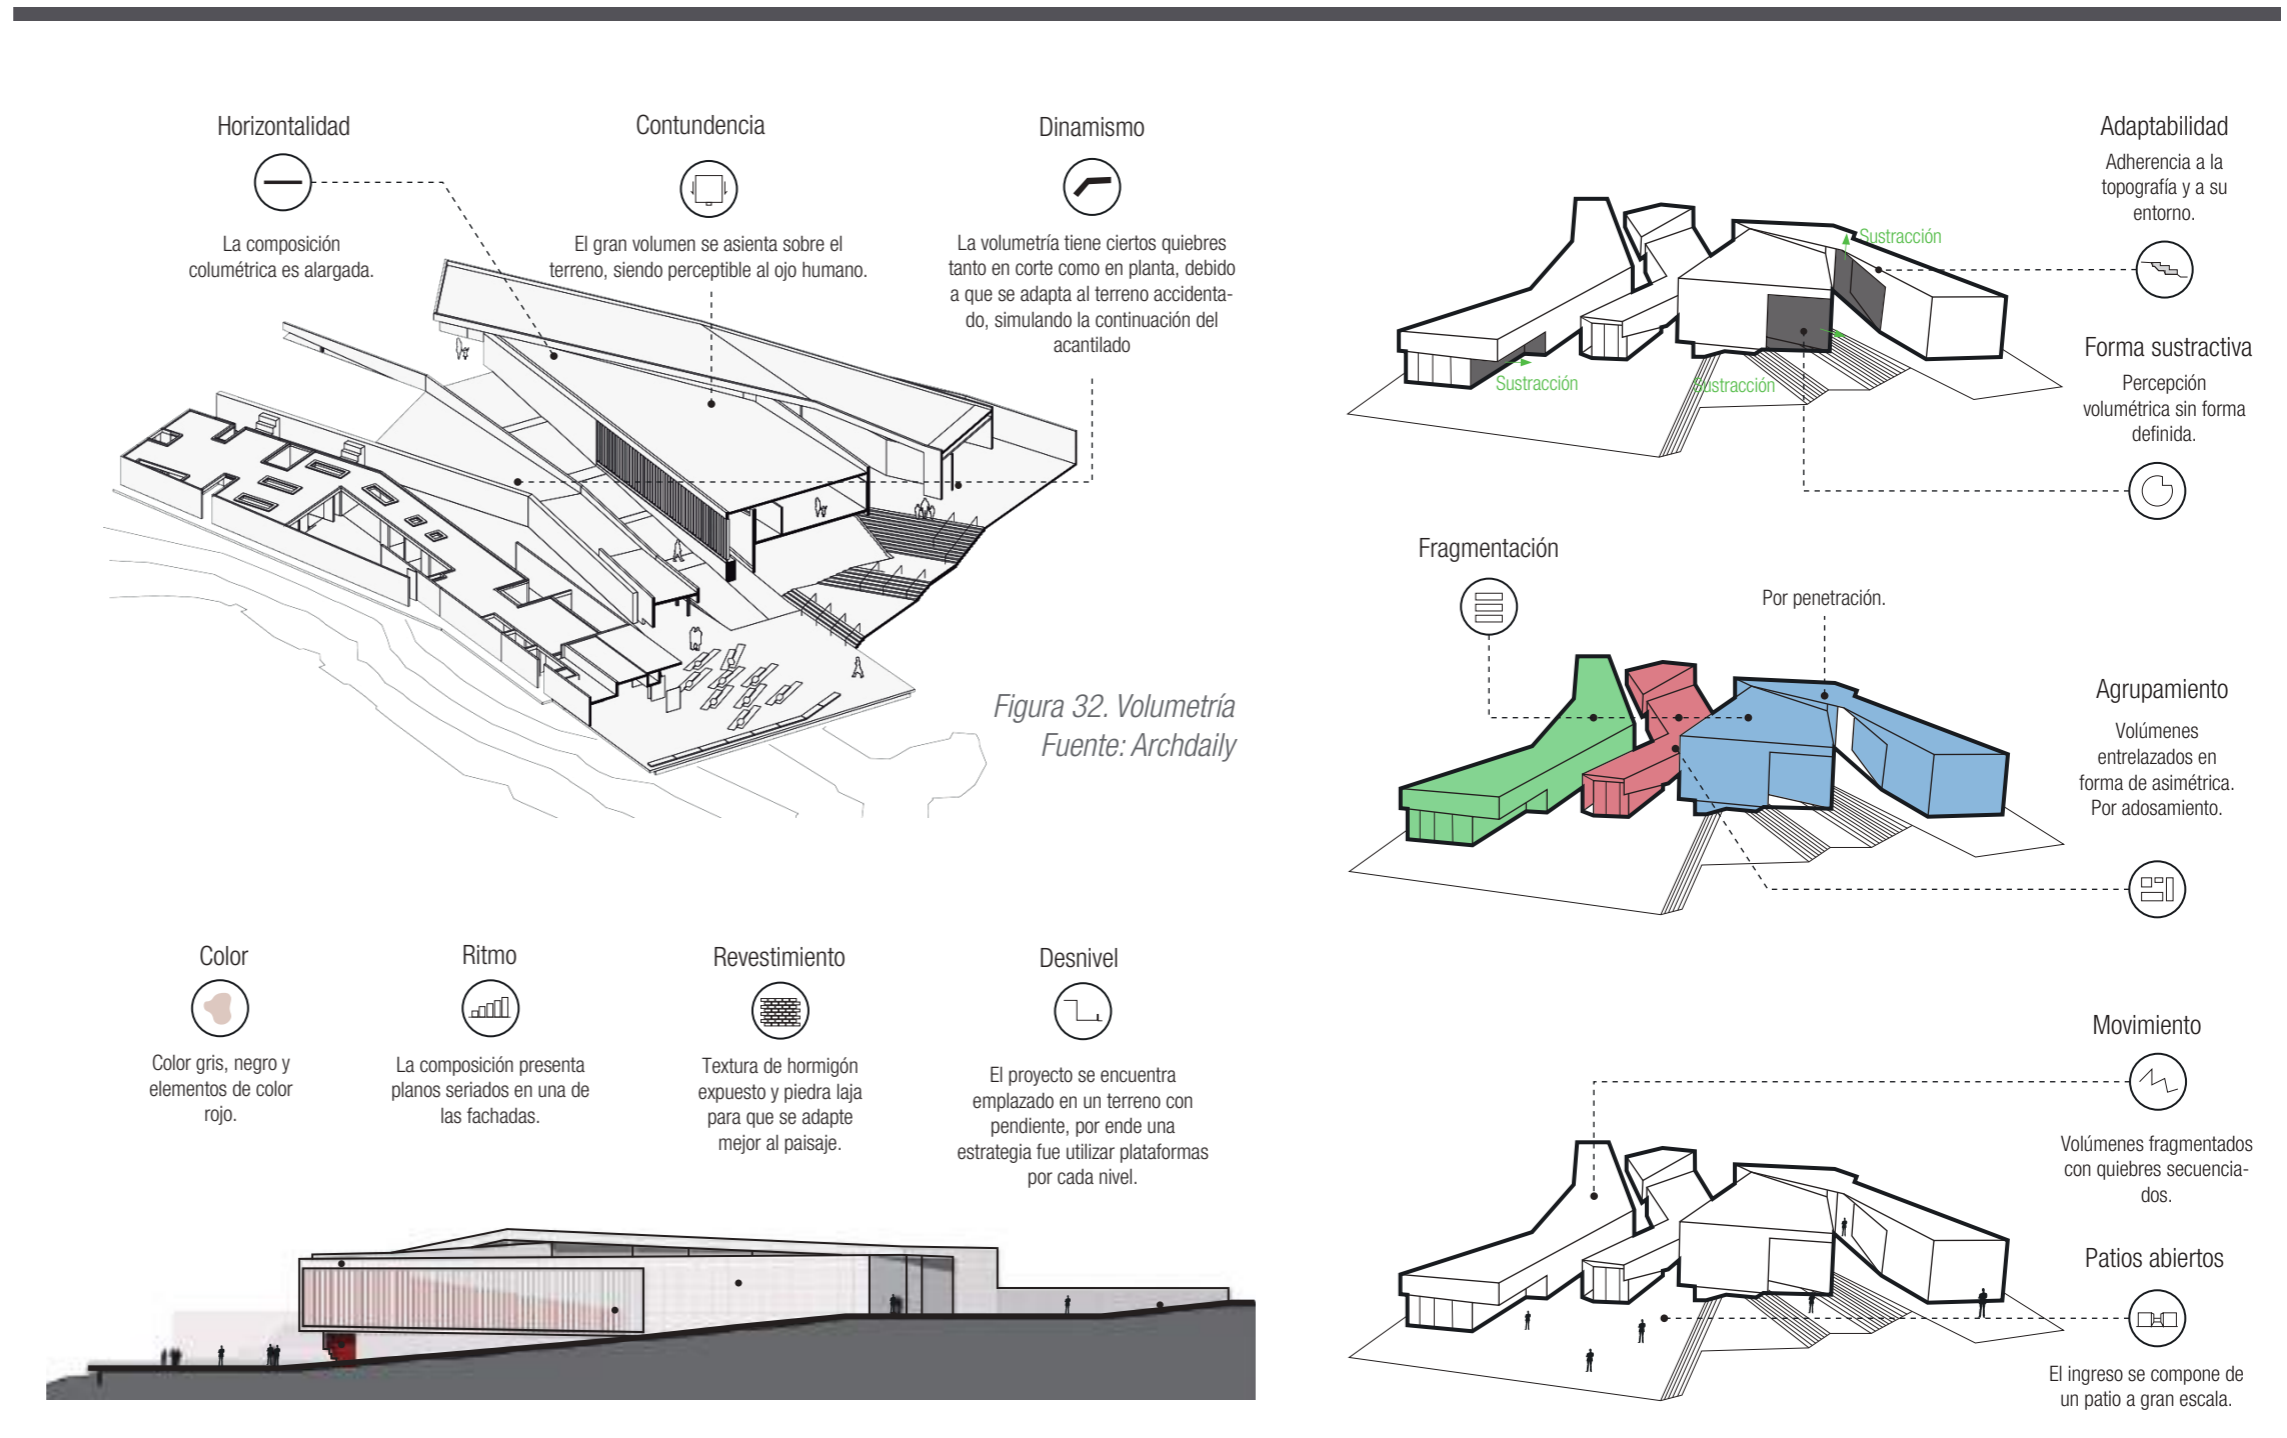 Horizontalidad
La composición
columétrica es alargada.
Contundencia
El gran volumen se asienta sobre el
terreno, siendo perceptible al ojo humano.
Dinamismo
La volumetría tiene ciertos quiebres
tanto en corte como en planta, debido
a que se adapta al terreno accidenta-
do, simulando la continuación del
acantilado
Figura 32. Volumetría
Fuente: Archdaily
Color
Color gris, negro y
elementos de color
rojo.
Ritmo
La composición presenta
planos seriados en una de
las fachadas.
Revestimiento
Textura de hormigón
expuesto y piedra laja
para que se adapte
mejor al paisaje.
Desnivel
El proyecto se encuentra
emplazado en un terreno con
pendiente, por ende una
estrategia fue utilizar plataformas
por cada nivel.
Adaptabilidad
Adherencia a la
topografía y a su
entorno.
Sustracción
Sustracción
Sustracción
Forma sustractiva
Percepción
volumétrica sin forma
definida.
Fragmentación
Por penetración.
Agrupamiento
Volúmenes
entrelazados en
forma de asimétrica.
Por adosamiento.
Movimiento
Volúmenes fragmentados
con quiebres secuencia-
dos.
Patios abiertos
El ingreso se compone de
un patio a gran escala.